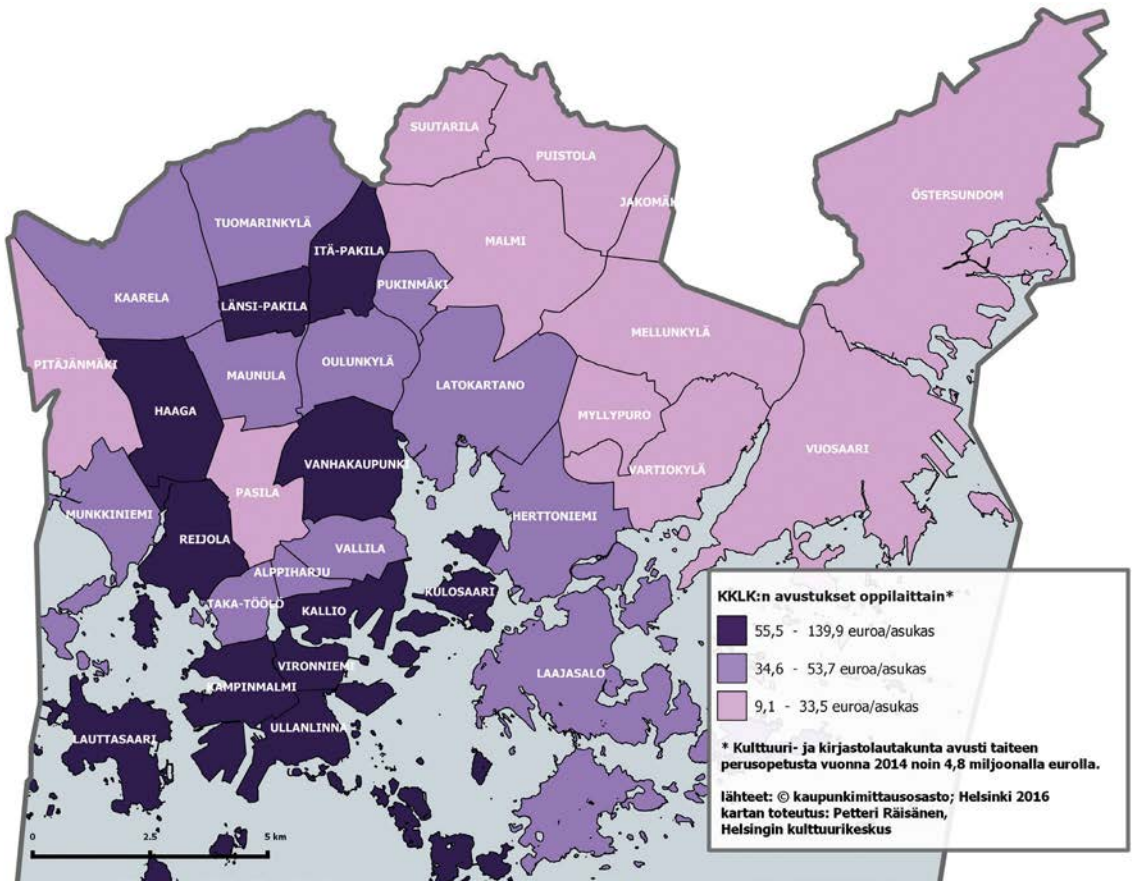 SUUTARILA
PUISTOLA
JAKOMÄK
ÖSTERSUNDOM
TUOMARINKYLÄ
ITÄ-PAKILA
MALMI
PUKINMÄKI
KAARELA
LÄNSI-PAKILA
MELLUNKYLÄ
PITÄJÄNMÄKI
MAUNULA
OULUNKYLÄ
LATOKARTANO
HAAGA
MYLLYPURO
VUOSAARI
VANHAKAUPUNKI
VARTIOKYLÄ
PASILA
MUNKKINIEMI
HERTTONIEMI
REIJOLA
VALLILA
ALPPIHARJU
KULOSAARI
TAKA-TÖÖLÖ
KALLIO
VIRONNIEMI
LAAJASALO
KAMPINMALMI
ULLANLINNA
LAUTTASAARI
0 2.5 5 km
KKLK:n avustukset oppilaittain*
55,5 - 139,9 euroa/asukas
34,6 - 53,7 euroa/asukas
9,1 - 33,5 euroa/asukas
* Kulttuuri- ja kirjastolautakunta avusti taiteen
perusopetusta vuonna 2014 noin 4,8 miljoonalla eurolla.
lähteet: © kaupunkimittausosasto; Helsinki 2016
kartan toteutus: Petteri Räisänen,
Helsingin kulttuurikeskus